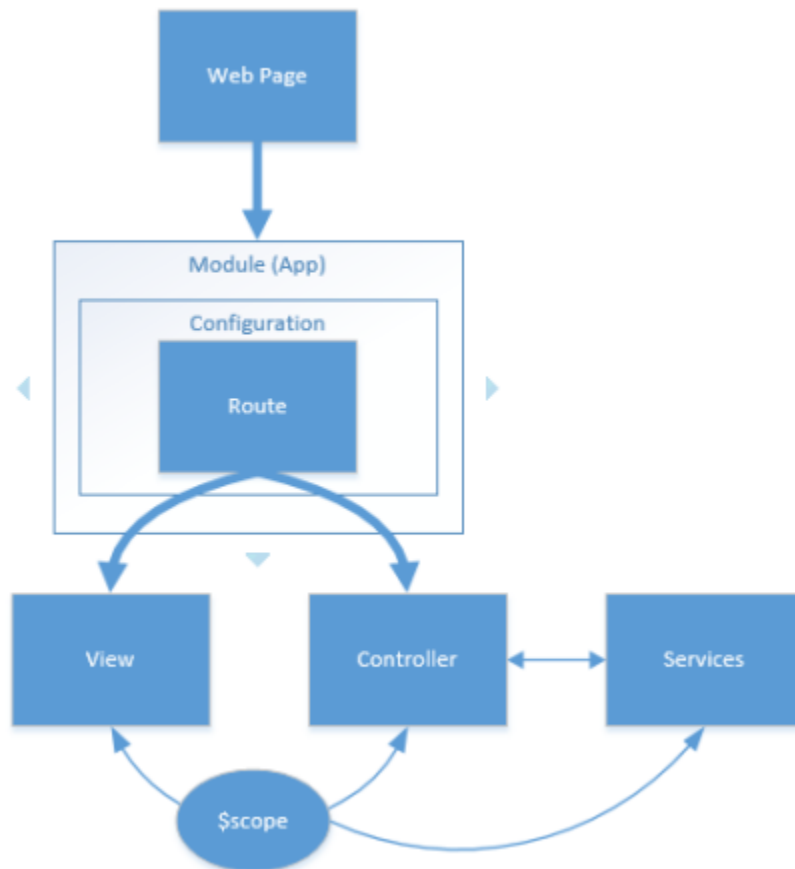 Web Page
Module (App)
Configuration
Route
View
Controller
Services
$scope